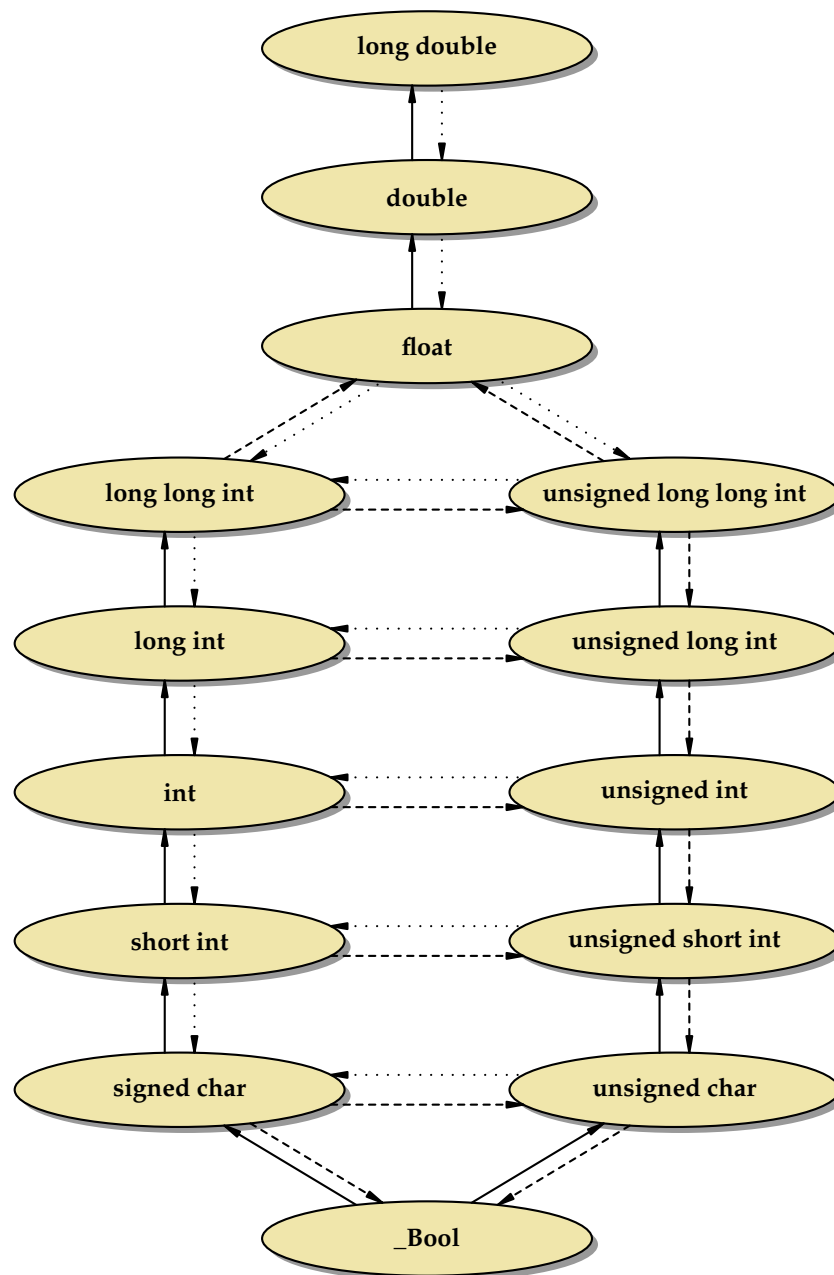 long double
double
float
long long int
unsigned long long int
long int
unsigned long int
int
unsigned int
short int
unsigned short int
signed char
unsigned char
_Bool